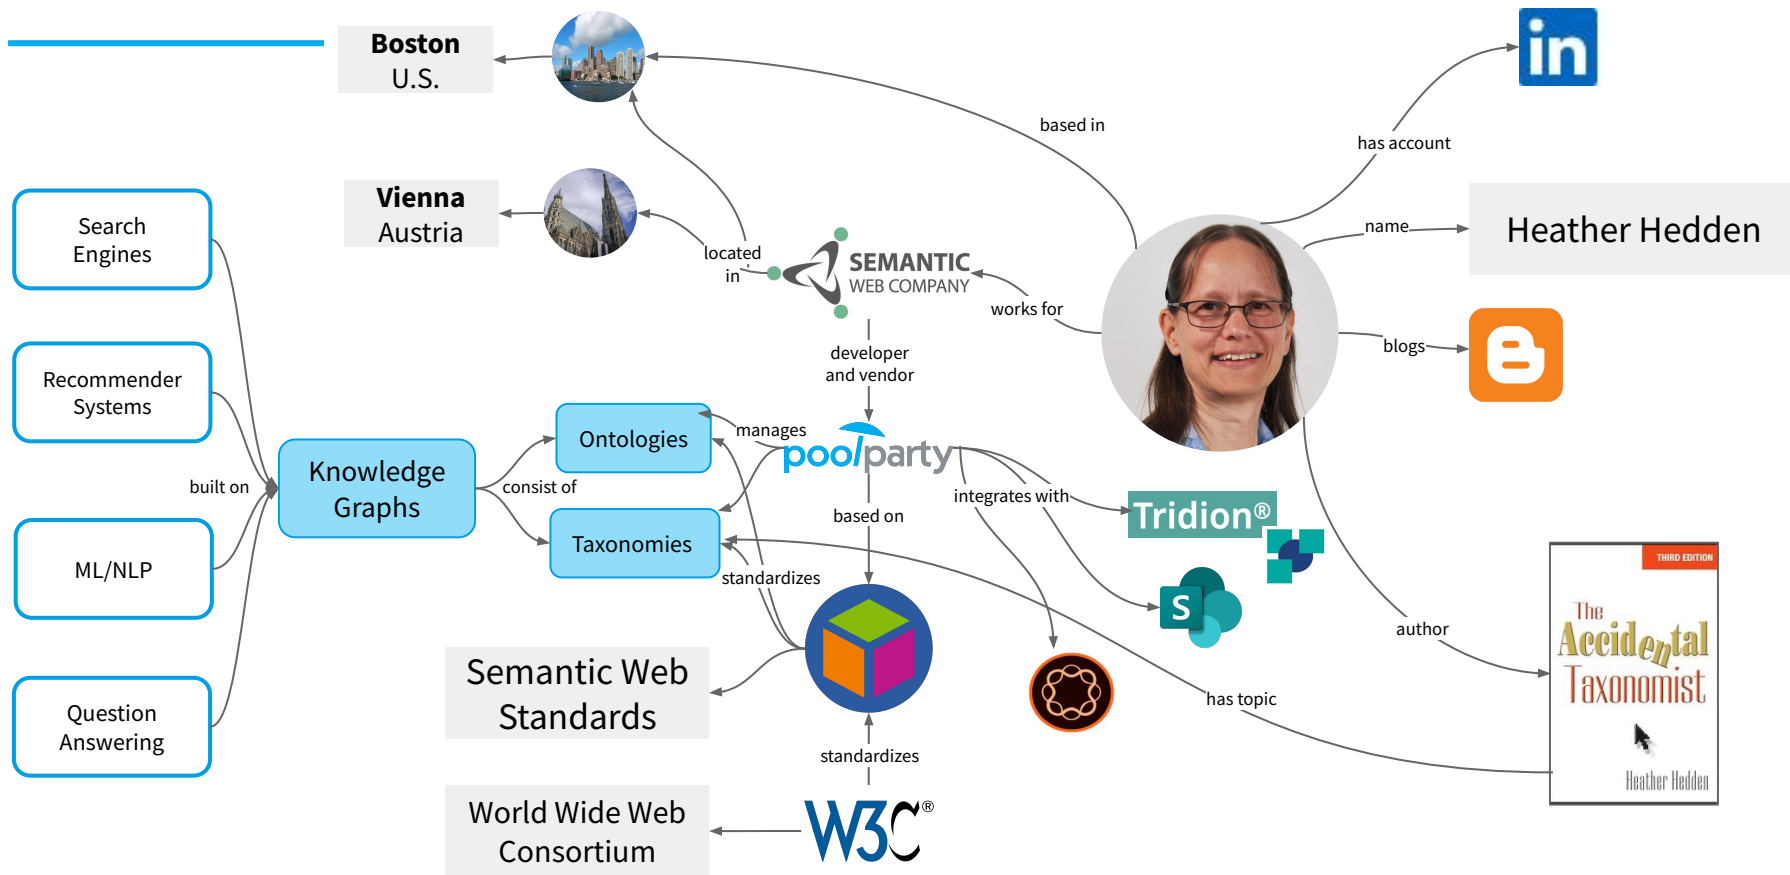 Boston
U.S.
based in
in
has account
Vienna
Austria
Search
Engines
name
Heather Hedden
located
in
SEMANTIC
WEB COMPANY
works for
blogs
developer
and vendor
Recommender
Systems
manages
Ontologies
poolparty
Knowledge
Graphs
built on
consist of
integrates with
based on
Tridion®
Taxonomies
ML/NLP
standardizes
THIRD EDITION
S
The
Accidental
Taxonomist
Heather Hedden
author
Semantic Web
Standards
has topic
Question
Answering
standardizes
World Wide Web
Consortium
W3C®